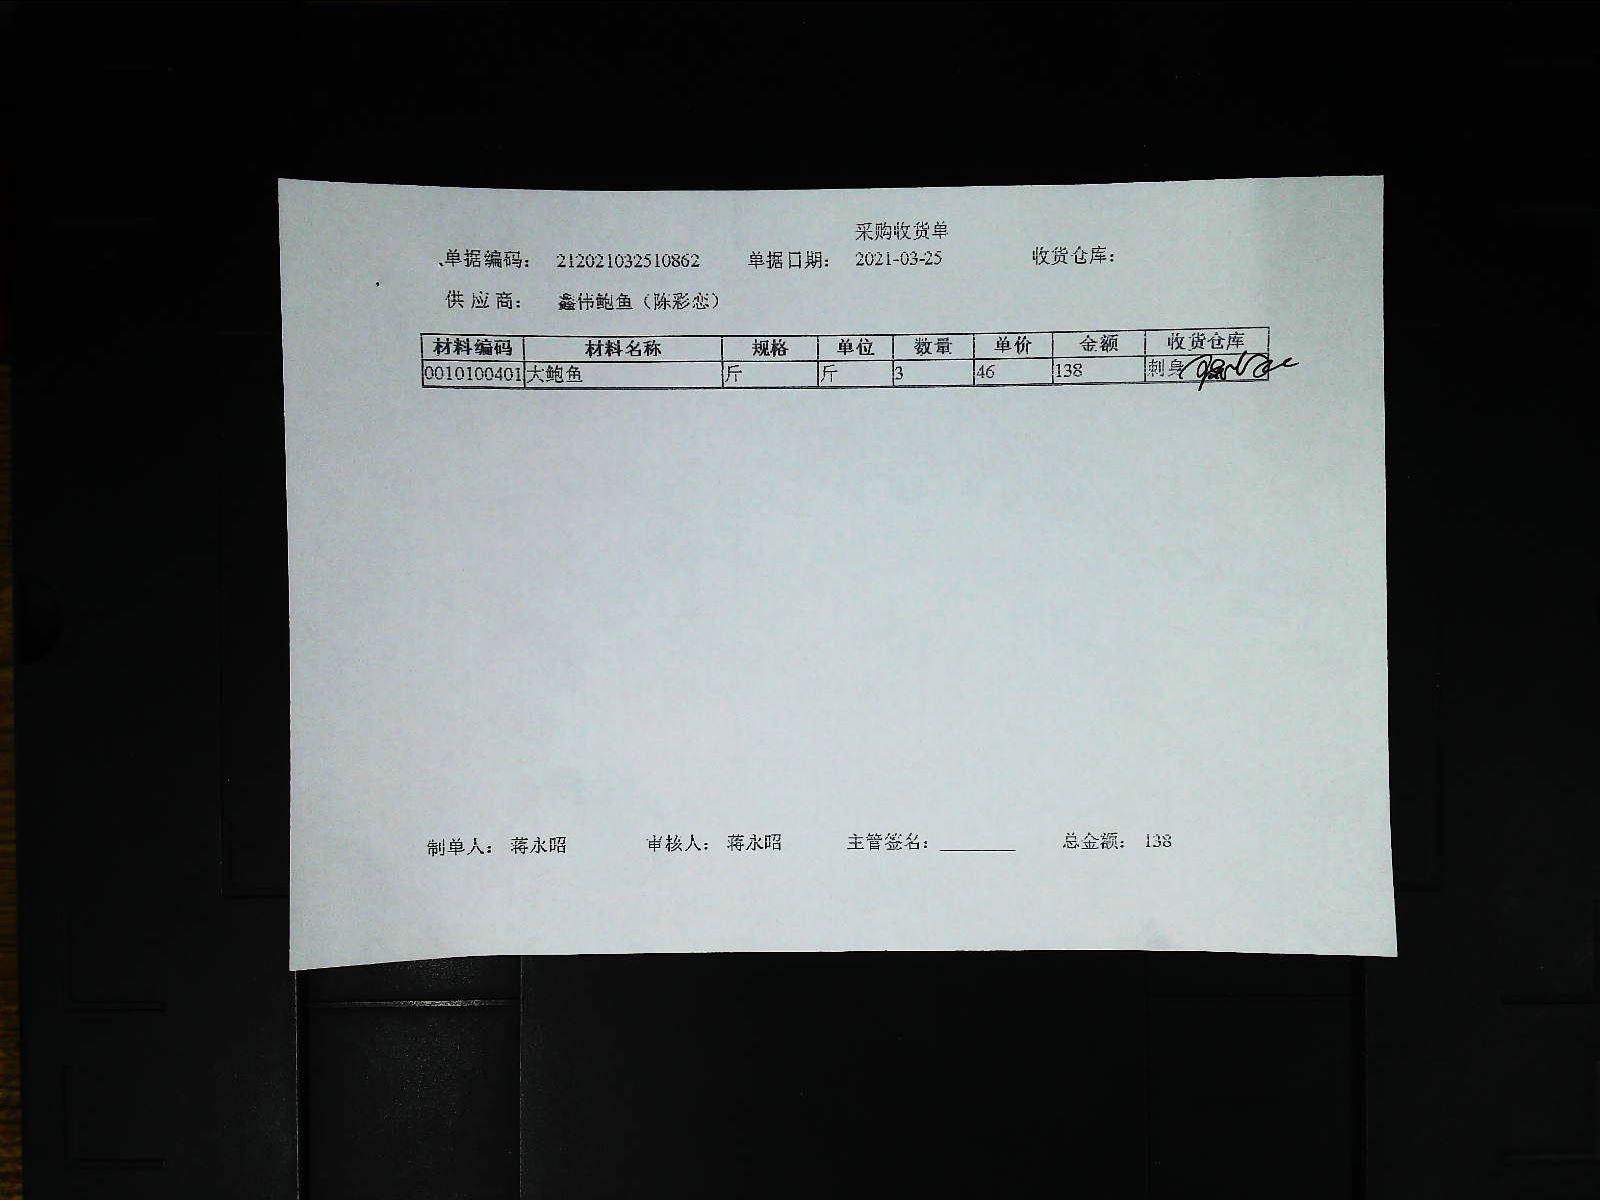 采购收货单
单据编码： 212021032510862 单据日期： 2021-03-25 收货仓库：
供 应 商： 鑫伟鲍鱼（陈彩恋）
材料编码 材料名称 规格 单位 数量 单价 金额 收货仓库
0010100401 大鲍鱼 斤 斤 3 46 138 刺身
制单人： 蒋永昭 审核人： 蒋永昭 主管签名：________ 总金额： 138